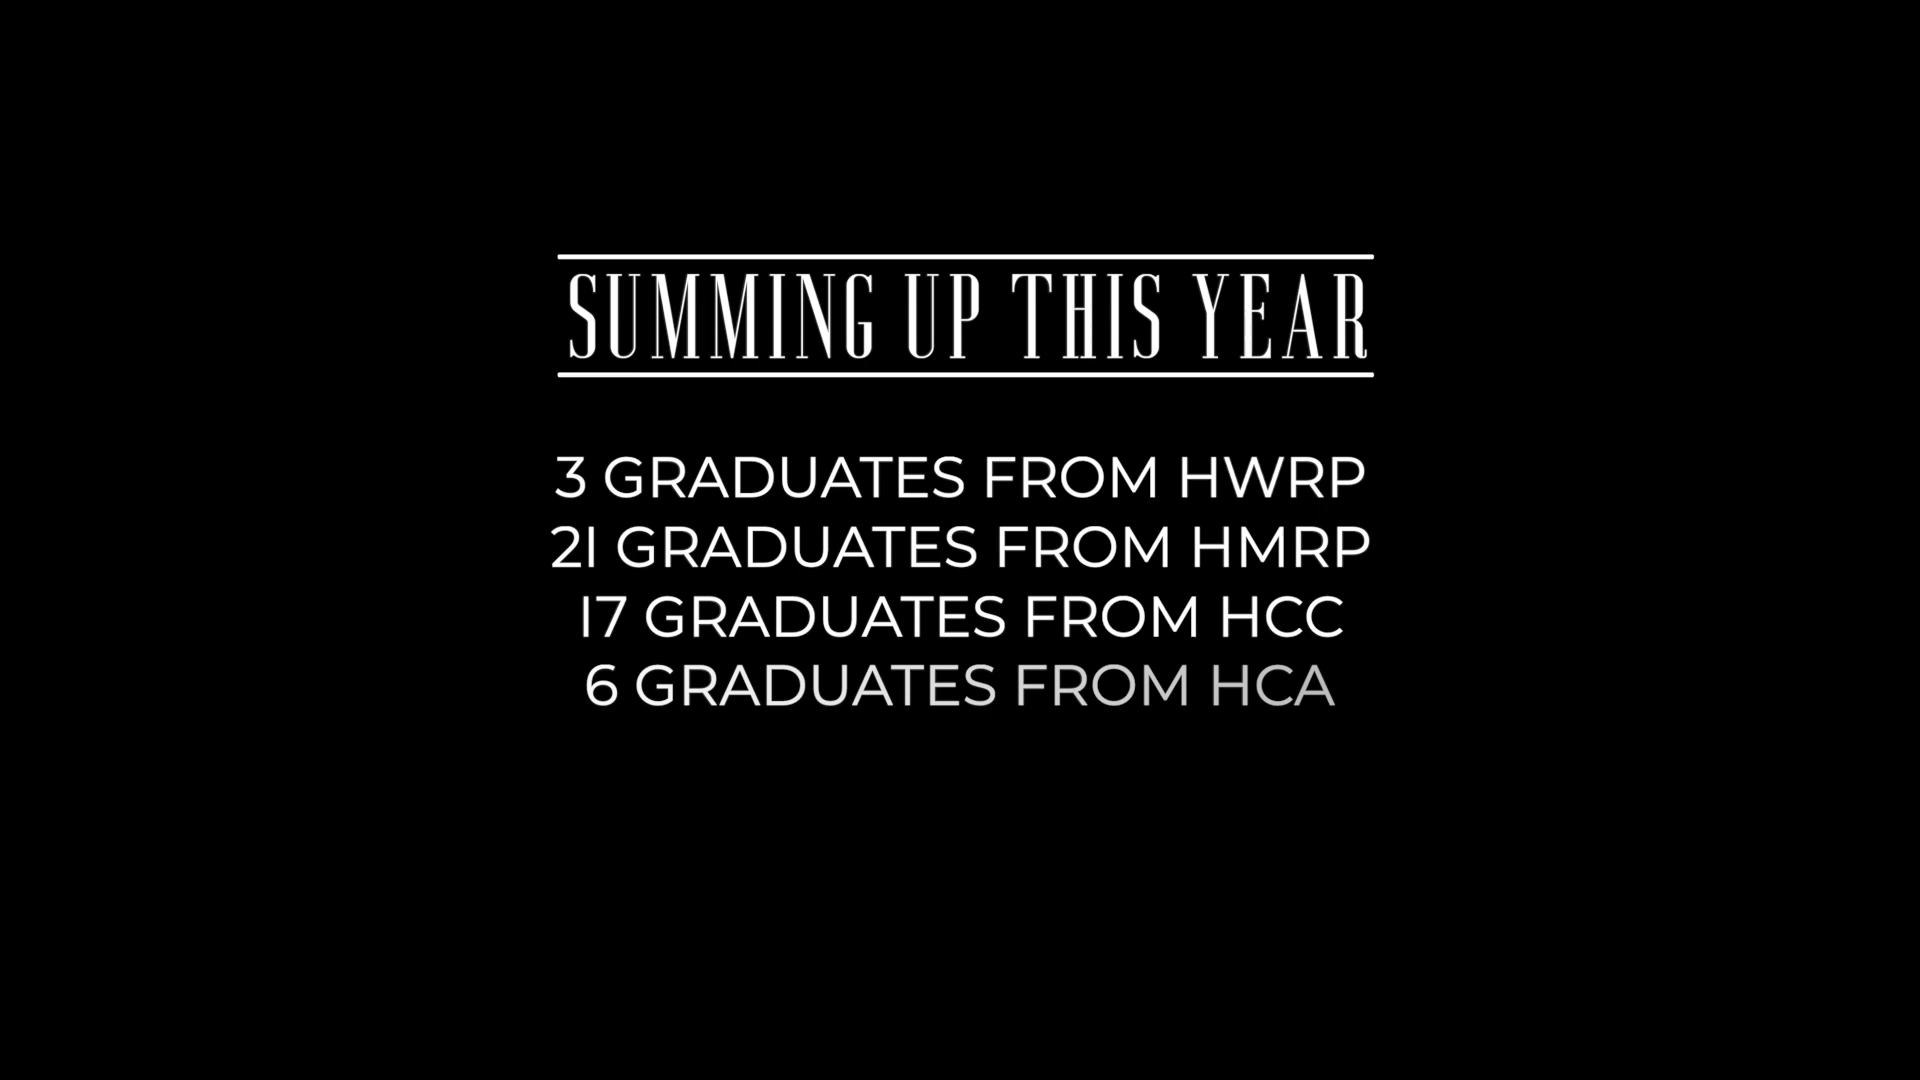 SUMMING UP THIS YEAR
3 GRADUATES FROM HWRP
21 GRADUATES FROM HMRP
17 GRADUATES FROM HCC
6 GRADUATES FROM HCA